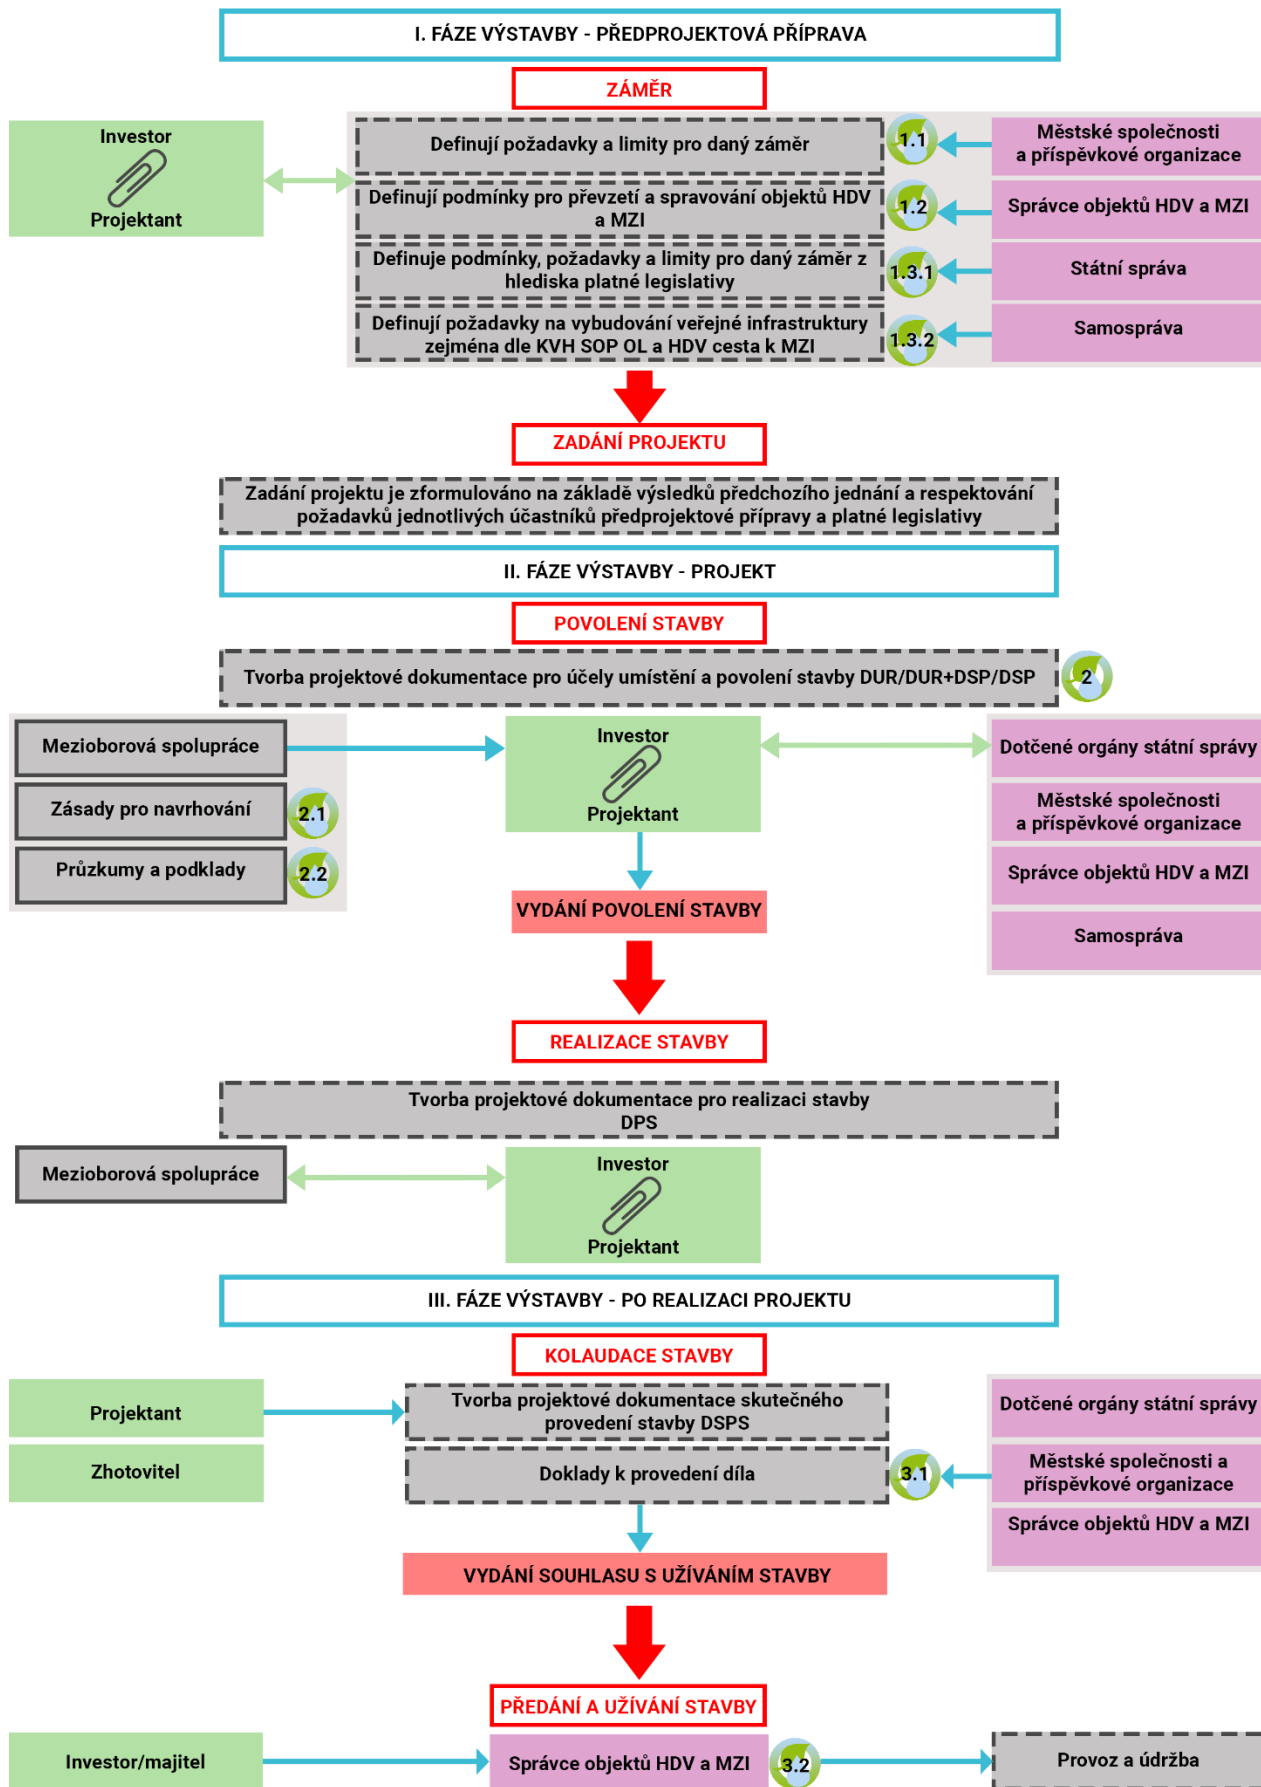 I. FÁZE VÝSTAVBY - PŘEDPROJEKTOVÁ PŘÍPRAVA
ZÁMĚR
Investor
Projektant
Definují požadavky a limity pro daný záměr
1.1
Městské společnosti
a příspěvkové organizace
Definují podmínky pro převzetí a spravování objektů HDV
a MZI
1.2
Správce objektů HDV a MZI
Definuje podmínky, požadavky a limity pro daný záměr z
hlediska platné legislativy
1.3.1
Státní správa
Definují požadavky na vybudování veřejné infrastruktury
zejména dle KVH SOP OL a HDV cesta k MZI
1.3.2
Samospráva
ZADÁNÍ PROJEKTU
Zadání projektu je zformulováno na základě výsledků předchozího jednání a respektování
požadavků jednotlivých účastníků předprojektové přípravy a platné legislativy
II. FÁZE VÝSTAVBY - PROJEKT
POVOLENÍ STAVBY
Tvorba projektové dokumentace pro účely umístění a povolení stavby DUR/DUR+DSP/DSP
2
Mezioborová spolupráce
Zásady pro navrhování
2.1
Průzkumy a podklady
2.2
Investor
Projektant
Dotčené orgány státní správy
Městské společnosti
a příspěvkové organizace
Správce objektů HDV a MZI
Samospráva
VYDÁNÍ POVOLENÍ STAVBY
REALIZACE STAVBY
Tvorba projektové dokumentace pro realizaci stavby
DPS
Mezioborová spolupráce
Investor
Projektant
III. FÁZE VÝSTAVBY - PO REALIZACI PROJEKTU
KOLAUDACE STAVBY
Projektant
Zhotovitel
Tvorba projektové dokumentace skutečného
provedení stavby DSPS
Doklady k provedení díla
3.1
Dotčené orgány státní správy
Městské společnosti a
příspěvkové organizace
Správce objektů HDV a MZI
VYDÁNÍ SOUHLASU S UŽÍVÁNÍM STAVBY
PŘEDÁNÍ A UŽÍVÁNÍ STAVBY
Investor/majitel
Správce objektů HDV a MZI
3.2
Provoz a údržba